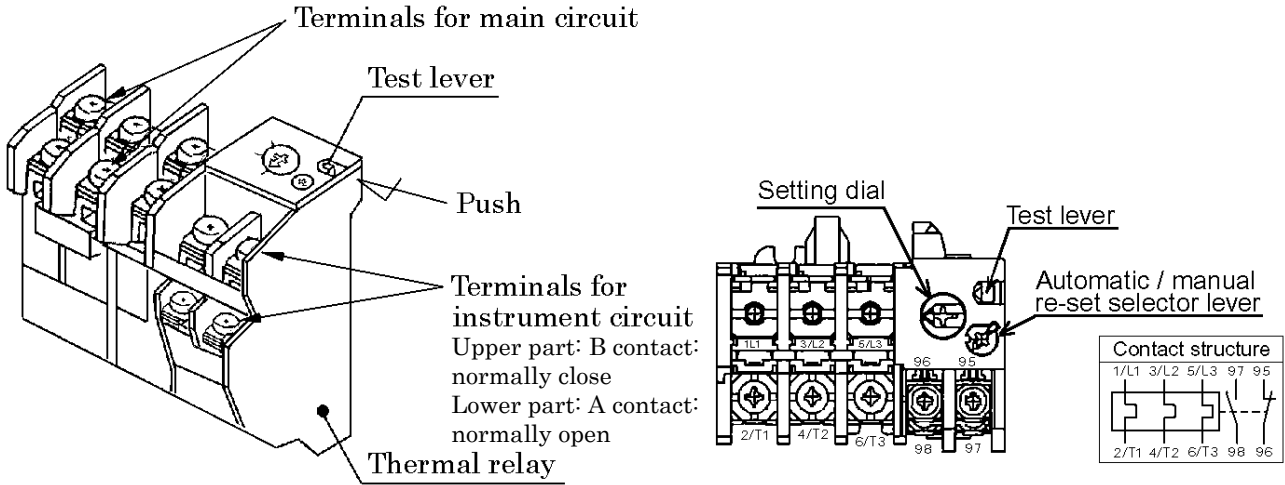 Terminals for main circuit
Test lever
Push
Terminals for
instrument circuit
Upper part: B contact:
normally close
Lower part: A contact:
normally open
Thermal relay
Setting dial
Test lever
Automatic / manual
re-set selector lever
1L1 3/L2 5/L3
96 95
2/T1 4/T2 6/T3 98 97
Contact structure
1/L1 3/L2 5/L3 97 95
2/T1 4/T2 6/T3 98 96